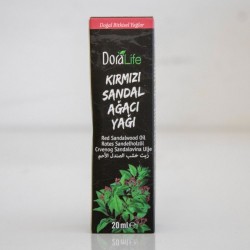 Doğal Bitkisel Yağlar
DoraLife
KIRMIZI
SANDAL
AĞACI
YAĞI
Red Sandalwood Oil
Rotes Sandelholzöl
Crvenog Sandalovina Ulje
زيت خشب الصندل الأحمر
20 ml ℮